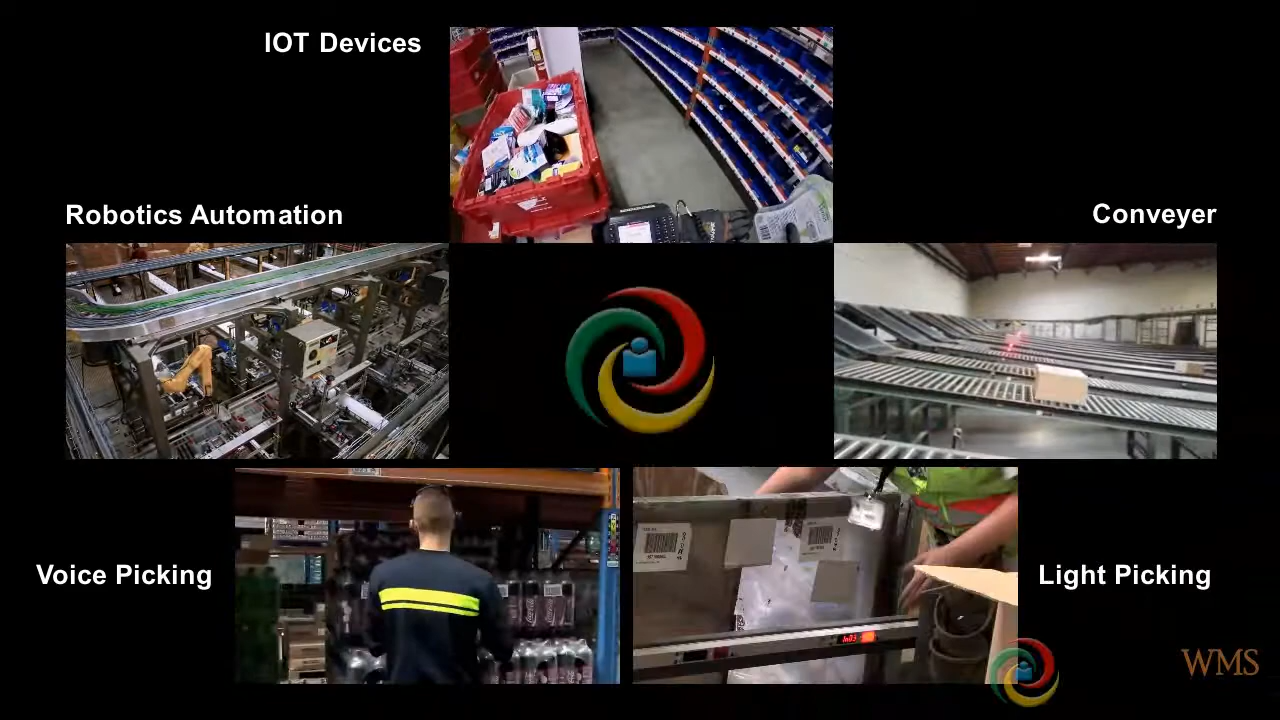 IOT Devices
Robotics Automation
Conveyer
Voice Picking
Light Picking
WMS